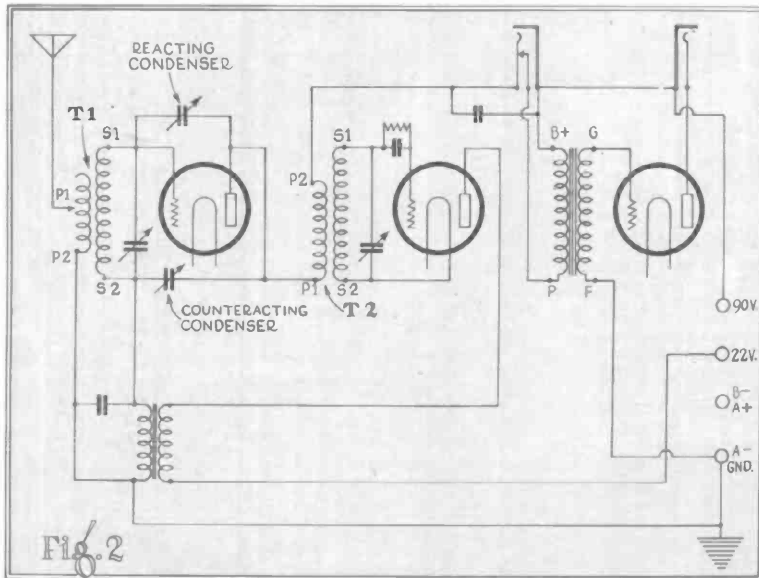 REACTING
CONDENSER
T1
S1
P1
P2
S2
COUNTERACTING
CONDENSER
S1
P2
P1
S2
T2
B+
G
P
F
90V.
22V.
B-
A+
A-
GND.
Fig. 2